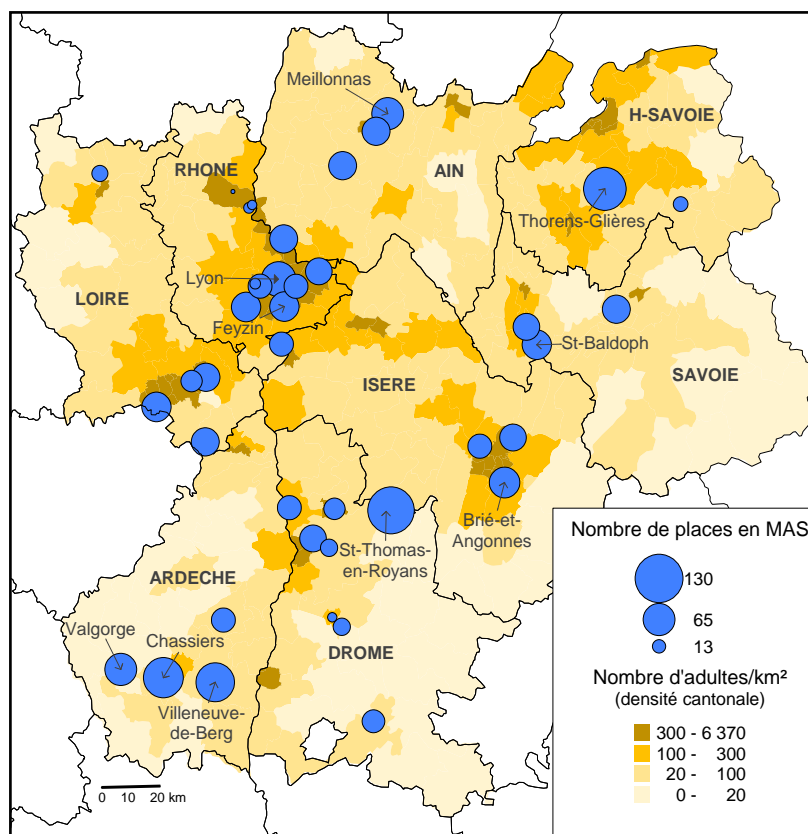 Meillonnas
H-SAVOIE
RHONE
AIN
Thorens-Glières
Lyon
LOIRE
Feyzin
St-Baldoph
SAVOIE
ISERE
Brié-et-
Angonnes
St-Thomas-
en-Royans
ARDECHE
Valgorge
Chassiers
DROME
Villeneuve-
de-Berg
0 10 20 km
Nombre de places en MAS
130
65
13
Nombre d'adultes/km²
(densité cantonale)
300 - 6 370
100 - 300
20 - 100
0 - 20